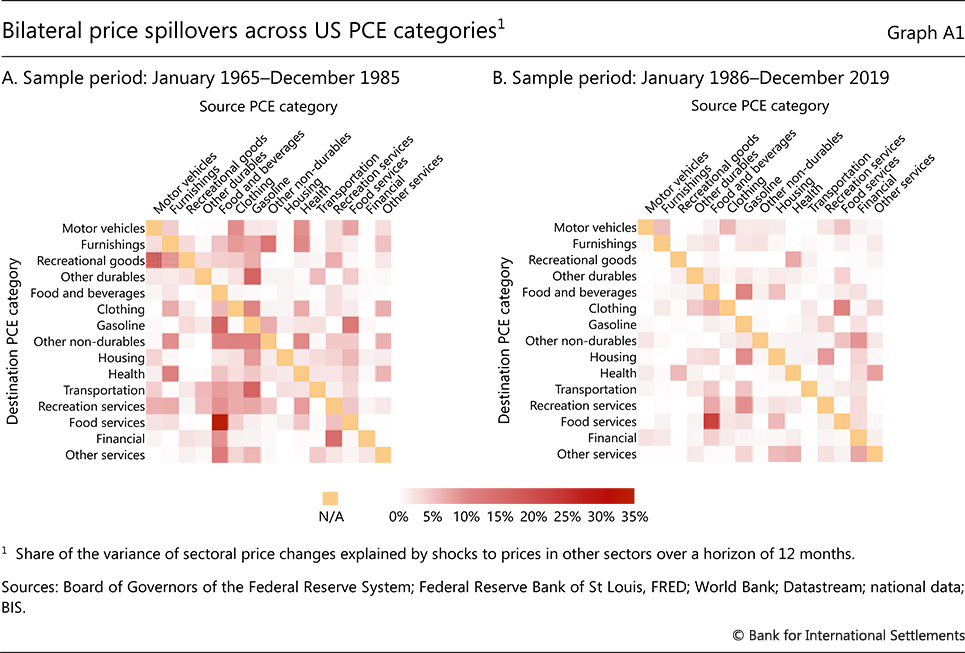 Bilateral price spillovers across US PCE categories¹
Graph A1
A. Sample period: January 1965–December 1985
B. Sample period: January 1986–December 2019
Source PCE category
Motor vehicles
Furnishings
Recreational goods
Other durables
Food and beverages
Clothing
Gasoline
Other non-durables
Housing
Health
Transportation
Recreation services
Food services
Financial
Other services
Destination PCE category
Motor vehicles
Furnishings
Recreational goods
Other durables
Food and beverages
Clothing
Gasoline
Other non-durables
Housing
Health
Transportation
Recreation services
Food services
Financial
Other services
Source PCE category
Motor vehicles
Furnishings
Recreational goods
Other durables
Food and beverages
Clothing
Gasoline
Other non-durables
Housing
Health
Transportation
Recreation services
Food services
Financial
Other services
Destination PCE category
Motor vehicles
Furnishings
Recreational goods
Other durables
Food and beverages
Clothing
Gasoline
Other non-durables
Housing
Health
Transportation
Recreation services
Food services
Financial
Other services
N/A
0% 5% 10% 15% 20% 25% 30% 35%
¹ Share of the variance of sectoral price changes explained by shocks to prices in other sectors over a horizon of 12 months.
Sources: Board of Governors of the Federal Reserve System; Federal Reserve Bank of St Louis, FRED; World Bank; Datastream; national data;
BIS.
© Bank for International Settlements